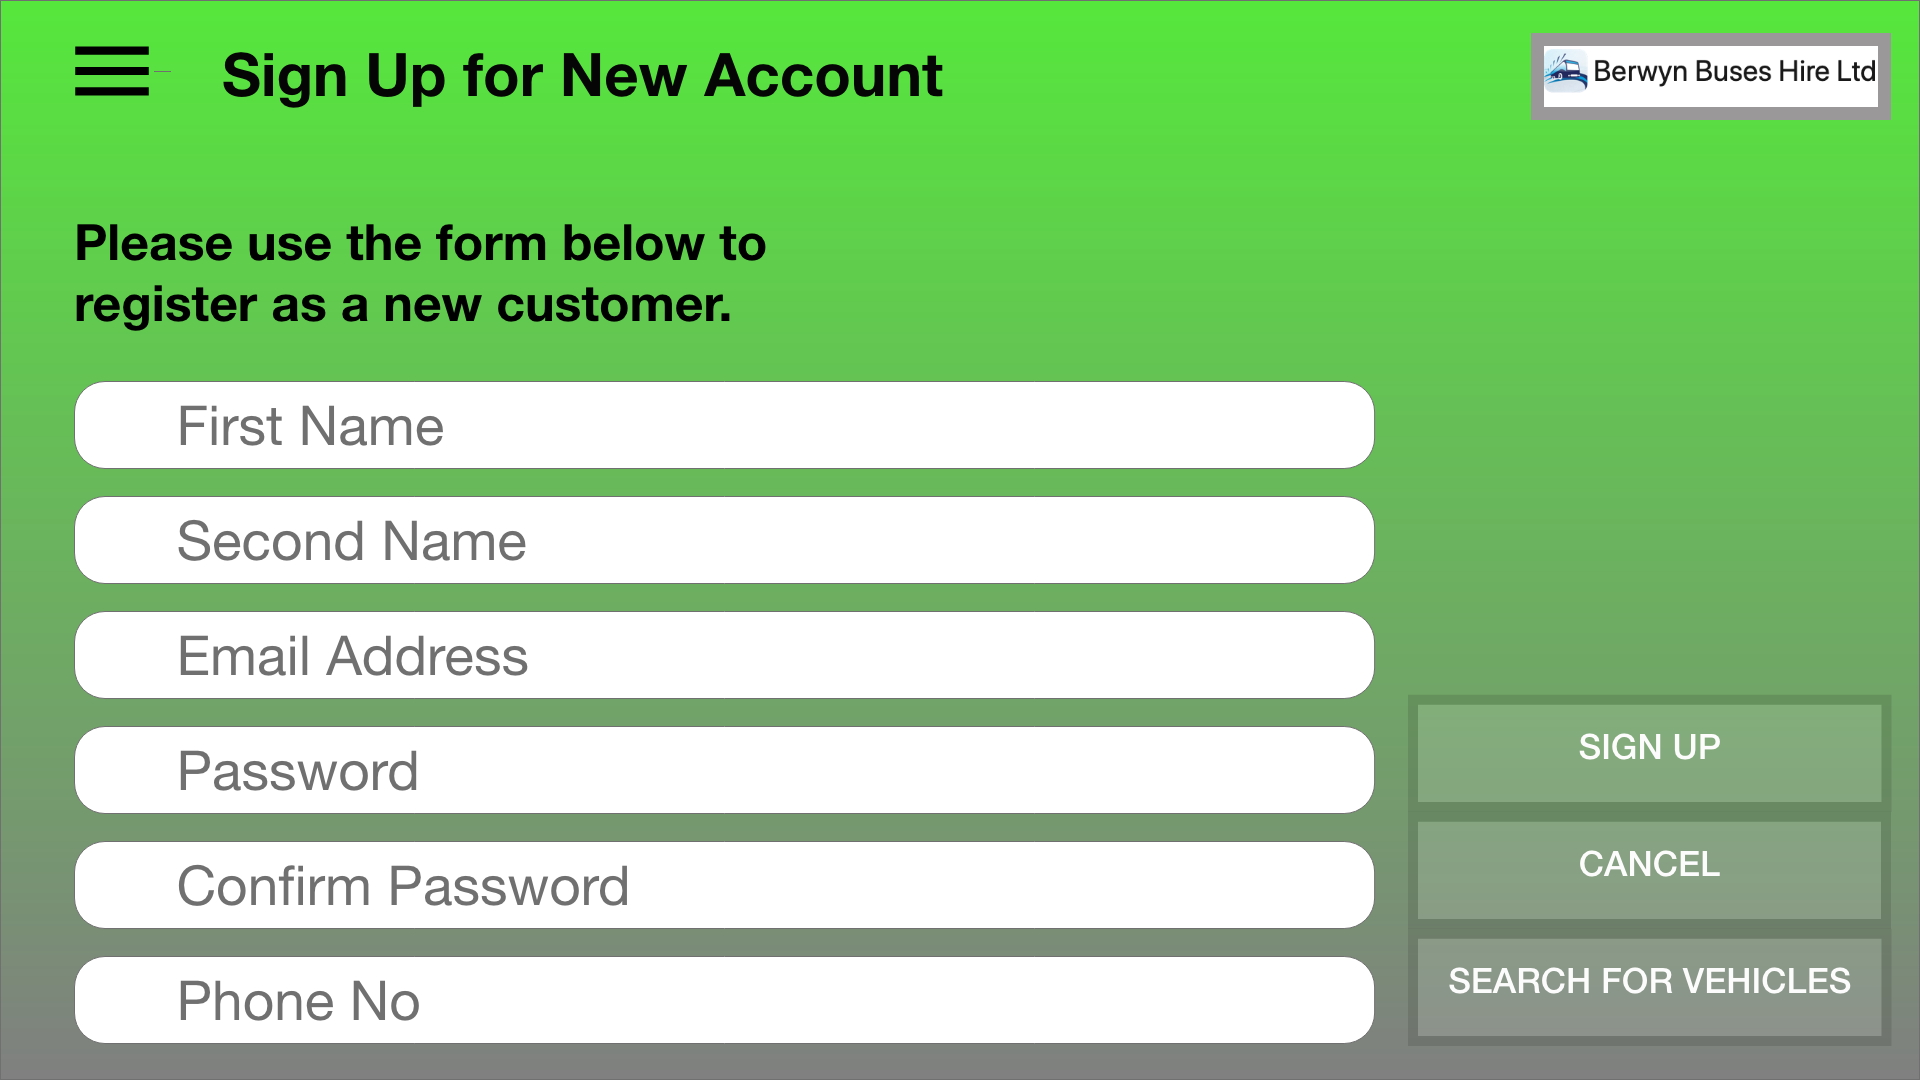 Sign Up for New Account
Berwyn Buses Hire Ltd
Please use the form below to
register as a new customer.
First Name
Second Name
Email Address
Password
Confirm Password
Phone No
SIGN UP
CANCEL
SEARCH FOR VEHICLES